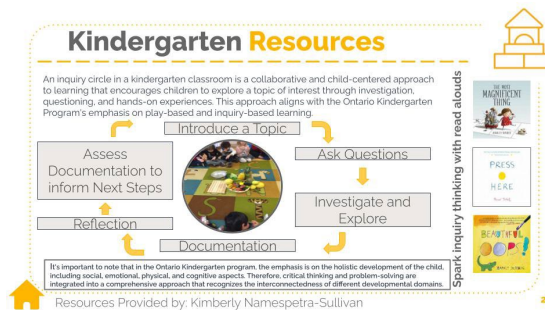 Kindergarten Resources
An inquiry circle in a kindergarten classroom is a collaborative and child-centered approach
to learning that encourages children to explore a topic of interest through investigation,
questioning, and hands-on experiences. This approach aligns with the Ontario Kindergarten
Program's emphasis on play-based and inquiry-based learning.
Introduce a Topic
Ask Questions
Investigate and
Explore
Documentation
Reflection
Assess
Documentation to
inform Next Steps
It's important to note that in the Ontario Kindergarten program, the emphasis is on the holistic development of the child,
including social, emotional, physical, and cognitive aspects. Therefore, critical thinking and problem-solving are
integrated into a comprehensive approach that recognizes the interconnectedness of different developmental domains.
Spark inquiry thinking with read alouds
THE MOST
MAGNIFICENT
THING
PRESS
HERE
BEAUTIFUL
OOPS!
Resources Provided by: Kimberly Namespetra-Sullivan
2